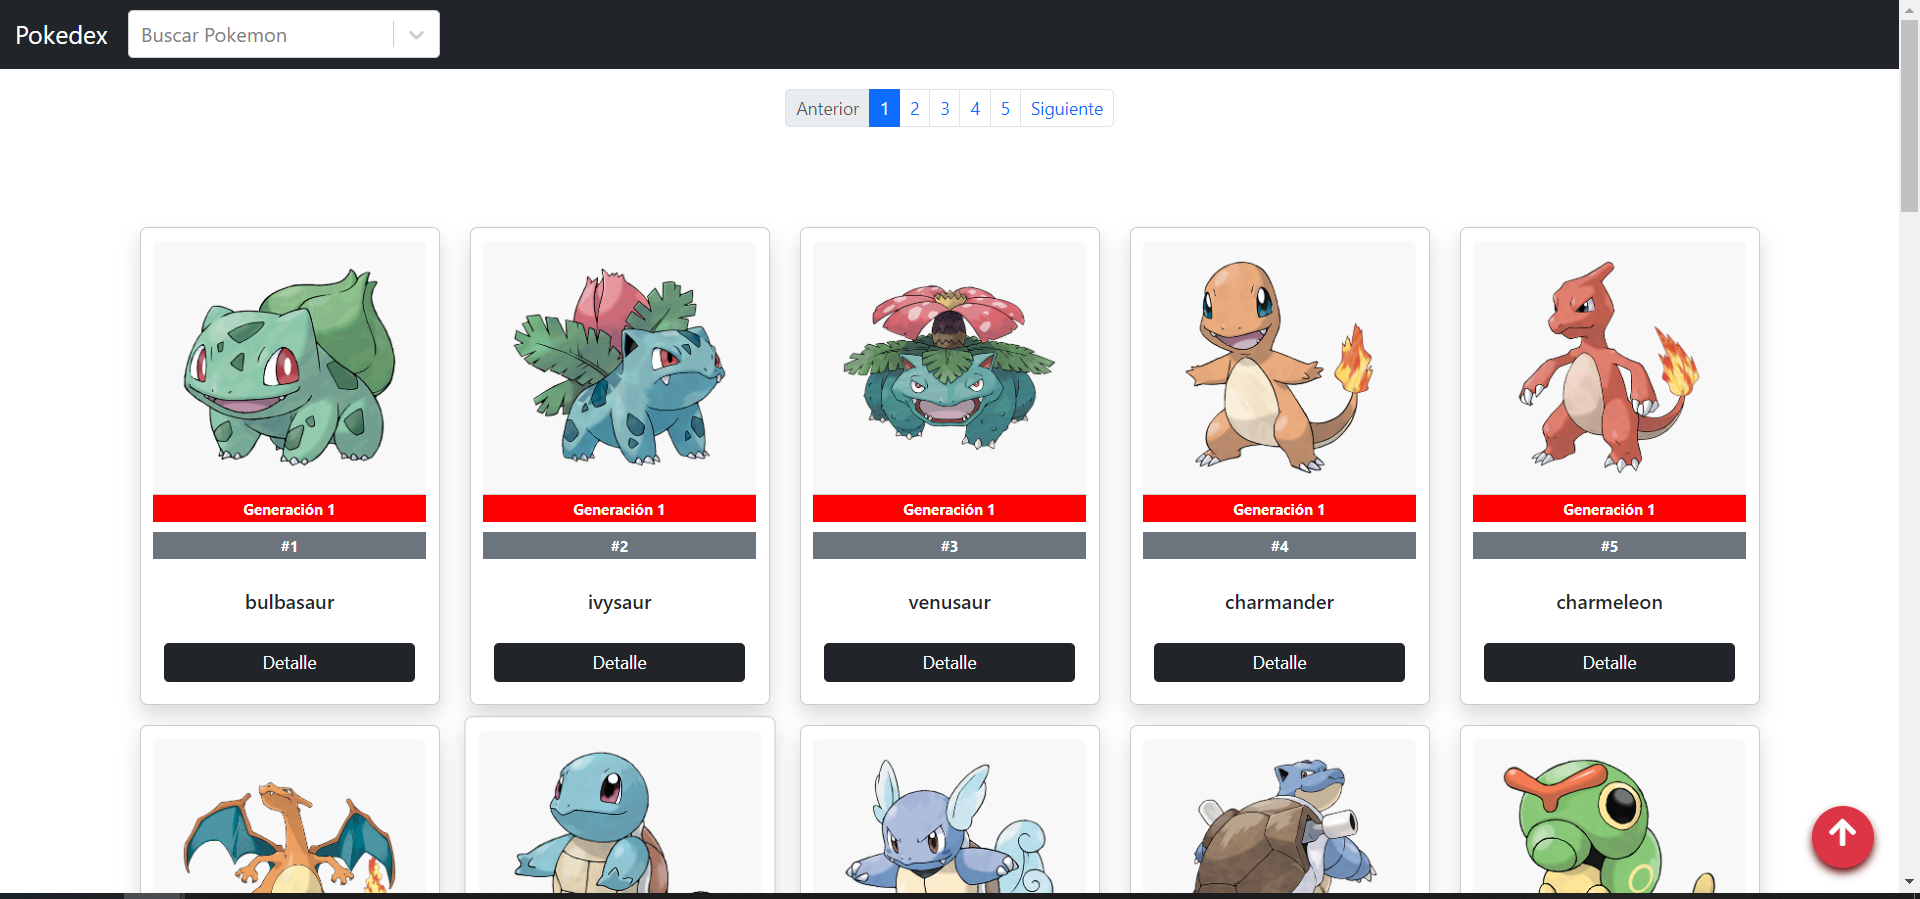 Pokedex
Buscar Pokemon
Anterior 1 2 3 4 5 Siguiente
Generación 1
#1
bulbasaur
Detalle
Generación 1
#2
ivysaur
Detalle
Generación 1
#3
venusaur
Detalle
Generación 1
#4
charmander
Detalle
Generación 1
#5
charmeleon
Detalle